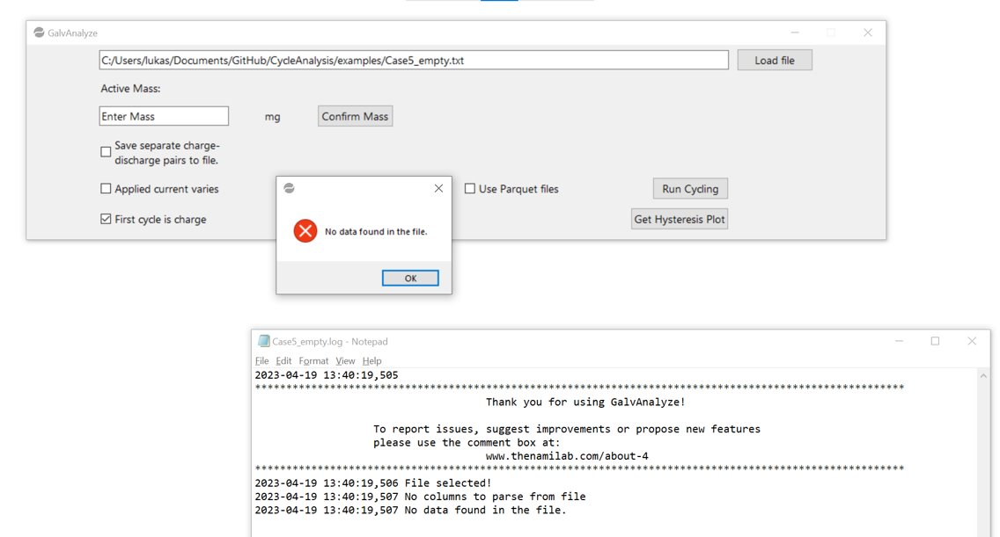 GalvAnalyze
C:/Users/lukas/Documents/GitHub/CycleAnalysis/examples/Case5_empty.txt
Load file
Active Mass:
Enter Mass
mg
Confirm Mass
Save separate charge-
discharge pairs to file.
Applied current varies
Use Parquet files
Run Cycling
First cycle is charge
Get Hysteresis Plot
No data found in the file.
OK
Case5_empty.log - Notepad
File Edit Format View Help
2023-04-19 13:40:19,505
********************************************************************************************************
Thank you for using GalvAnalyze!
To report issues, suggest improvements or propose new features
please use the comment box at:
www.thenamilab.com/about-4
********************************************************************************************************
2023-04-19 13:40:19,506 File selected!
2023-04-19 13:40:19,507 No columns to parse from file
2023-04-19 13:40:19,507 No data found in the file.